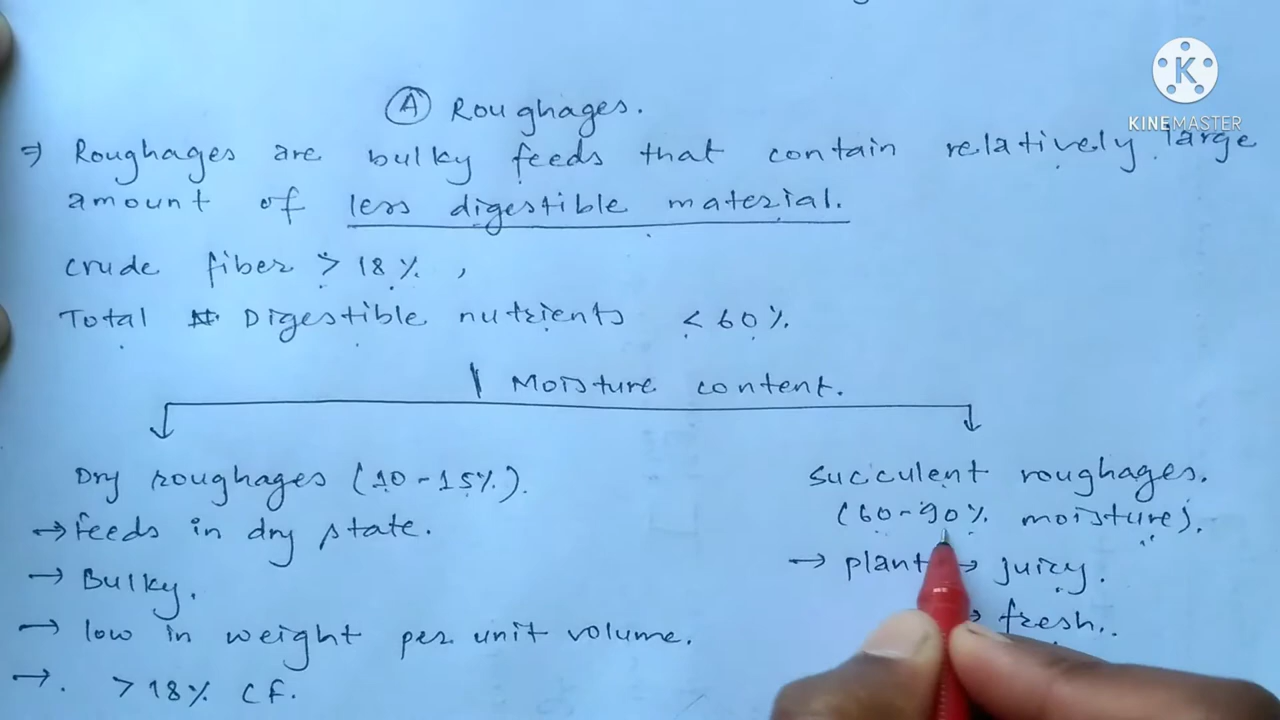 K
KINEMASTER
Ⓐ Roughages.
⇒ Roughages are bulky feeds that contain relatively large
amount of less digestible material.
crude fiber > 18%,
Total Digestible nutrients < 60%.
Moisture content.
Dry roughages (10-15%).
→ feeds in dry state.
→ Bulky.
→ low in weight per unit volume.
→. > 18% CF.
succulent roughages.
(60-90% moisture).
→ plant → juicy.
→ fresh.